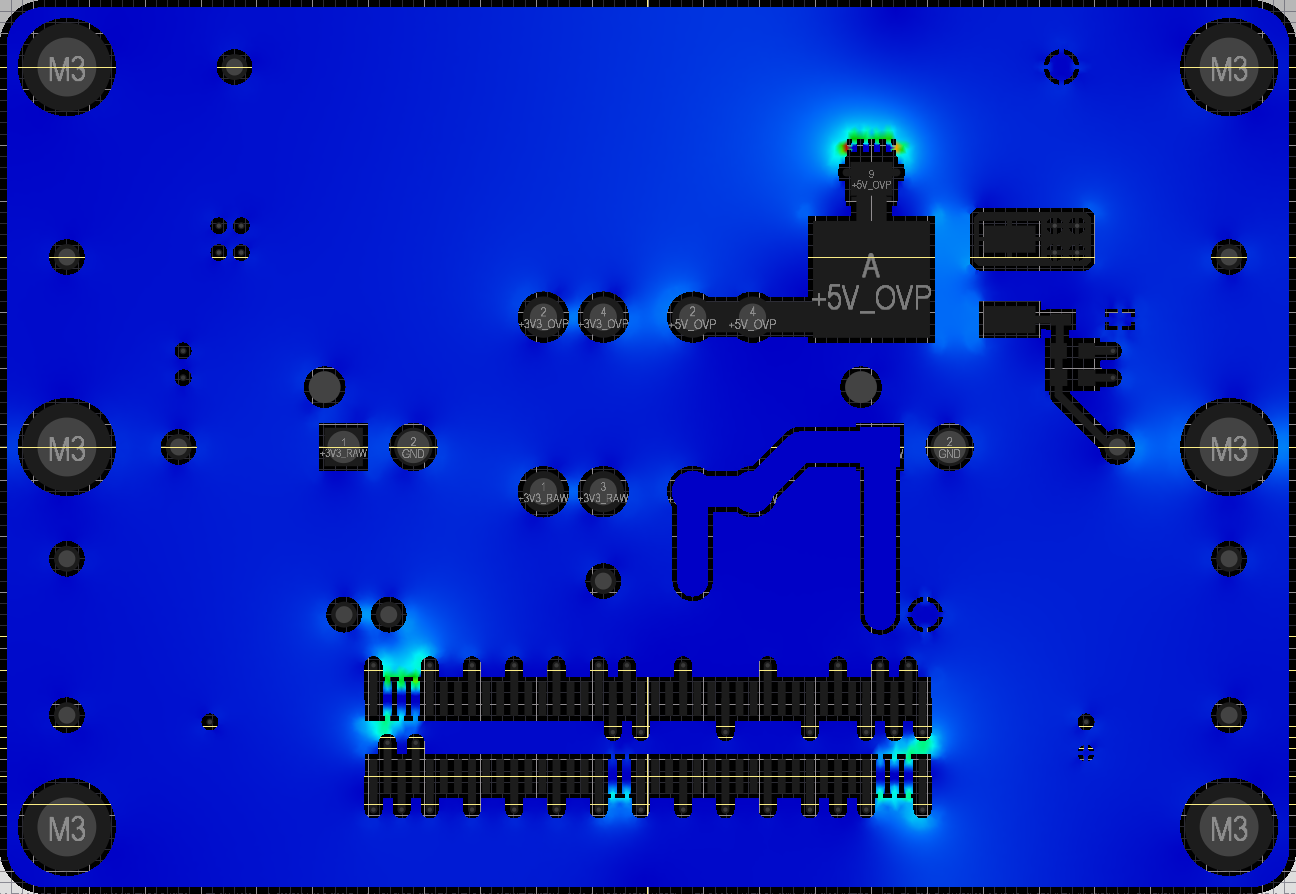 M3
M3
9
+5V_OVP
A
+5V_OVP
2
+3V3_OVP
4
+3V3_OVP
2
+5V_OVP
4
+5V_OVP
M3
1
+3V3_RAW
2
GND
2
GND
M3
1
+3V3_RAW
3
+3V3_RAW
M3
M3